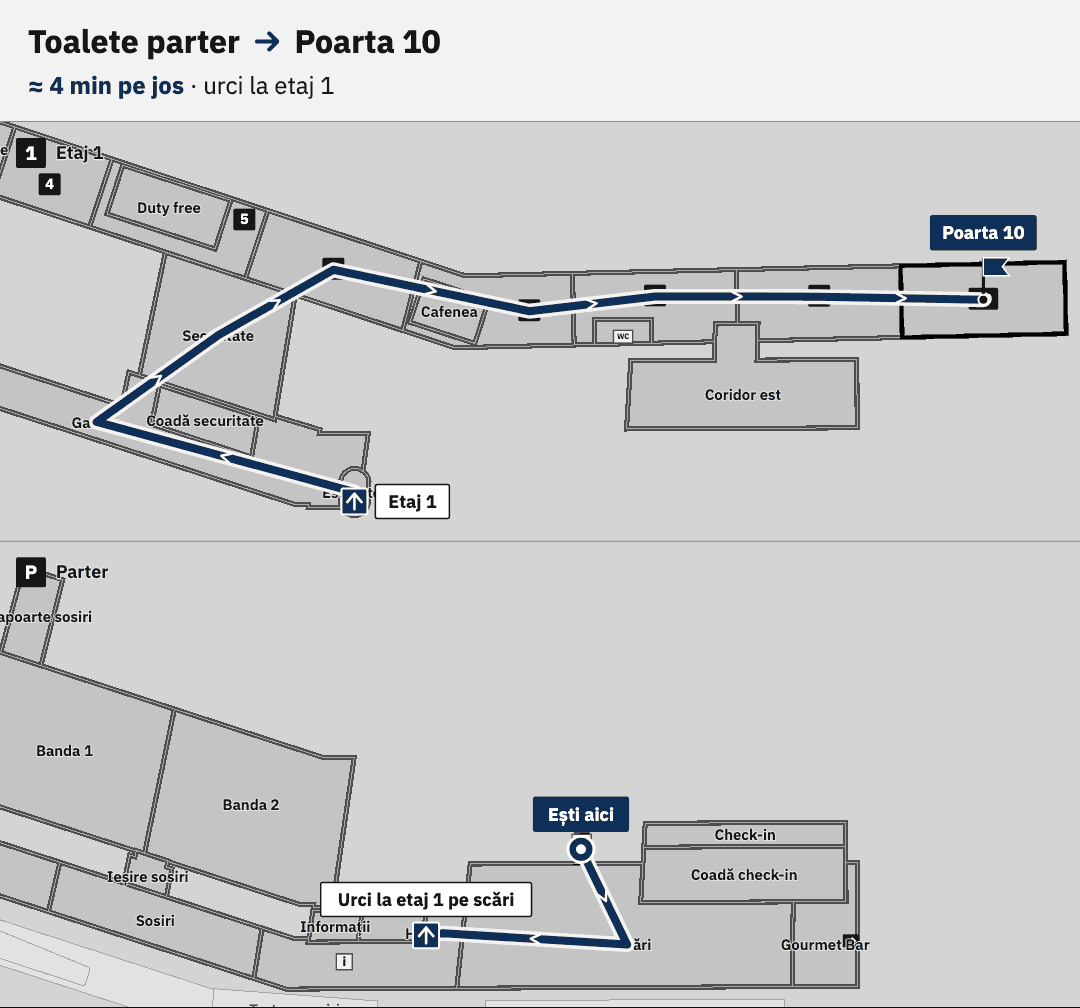 Toalete parter → Poarta 10
≈ 4 min pe jos · urci la etaj 1
1 Etaj 1
4
Duty free
5
Poarta 10
Cafenea
wc
Coridor est
Coadă securitate
Etaj 1
P Parter
sosiri
Banda 1
Banda 2
Ești aici
Check-in
Coadă check-in
Iesire sosiri
Urci la etaj 1 pe scări
Sosiri
Informații
Gourmet Bar
i